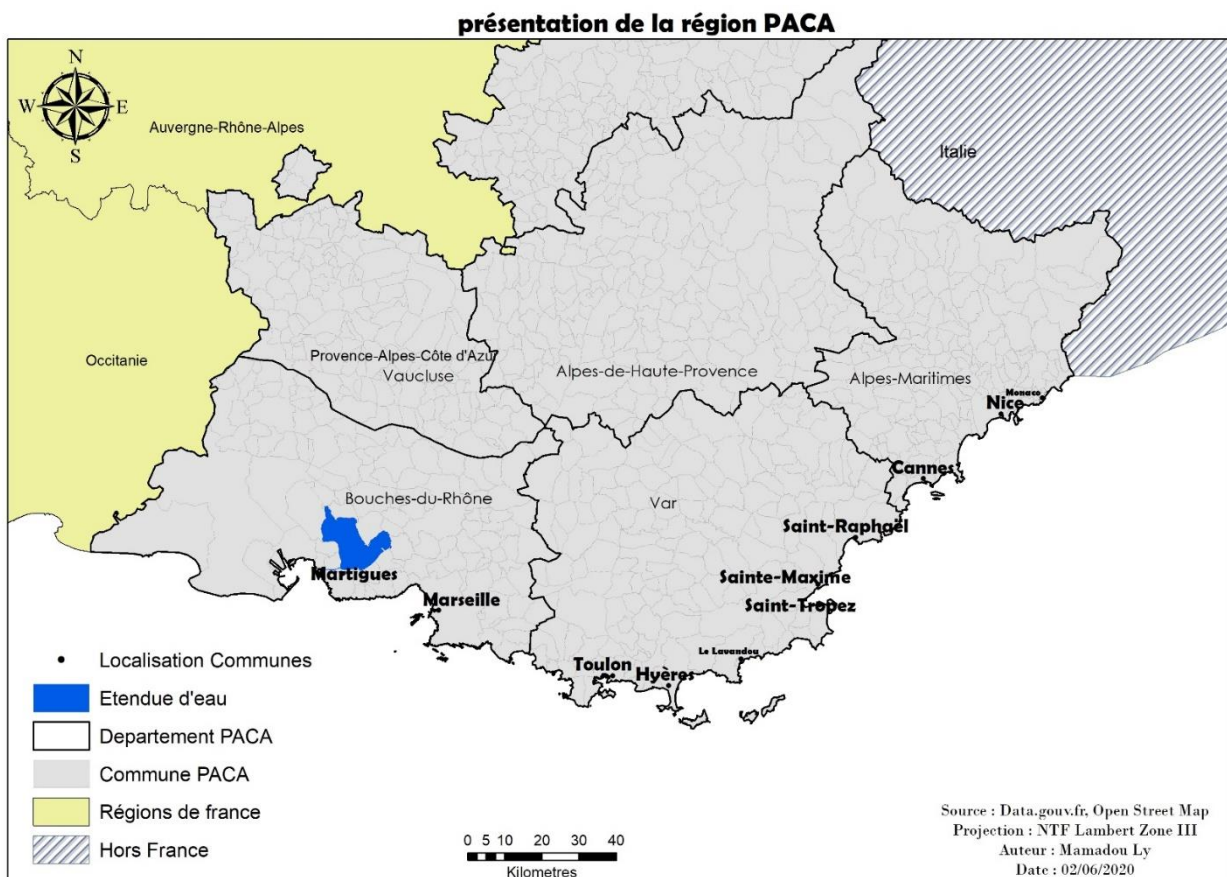 présentation de la région PACA
N
W E
S
Auvergne-Rhône-Alpes
Italie
Occitanie
Provence-Alpes-Côte d'Azu
Vaucluse
Alpes-de-Haute-Provence
Alpes-Maritimes
Monaco
Nice
Cannes
Bouches-du-Rhône
Var
Saint-Raphaël
Martigues
Sainte-Maxime
Marseille
Saint-Tropez
Le Lavandou
Toulon
Hyères
Localisation Communes
Etendue d'eau
Departement PACA
Commune PACA
Régions de france
Hors France
0 5 10 20 30 40
Kilometres
Source : Data.gouv.fr, Open Street Map
Projection : NTF Lambert Zone III
Auteur : Mamadou Ly
Date : 02/06/2020